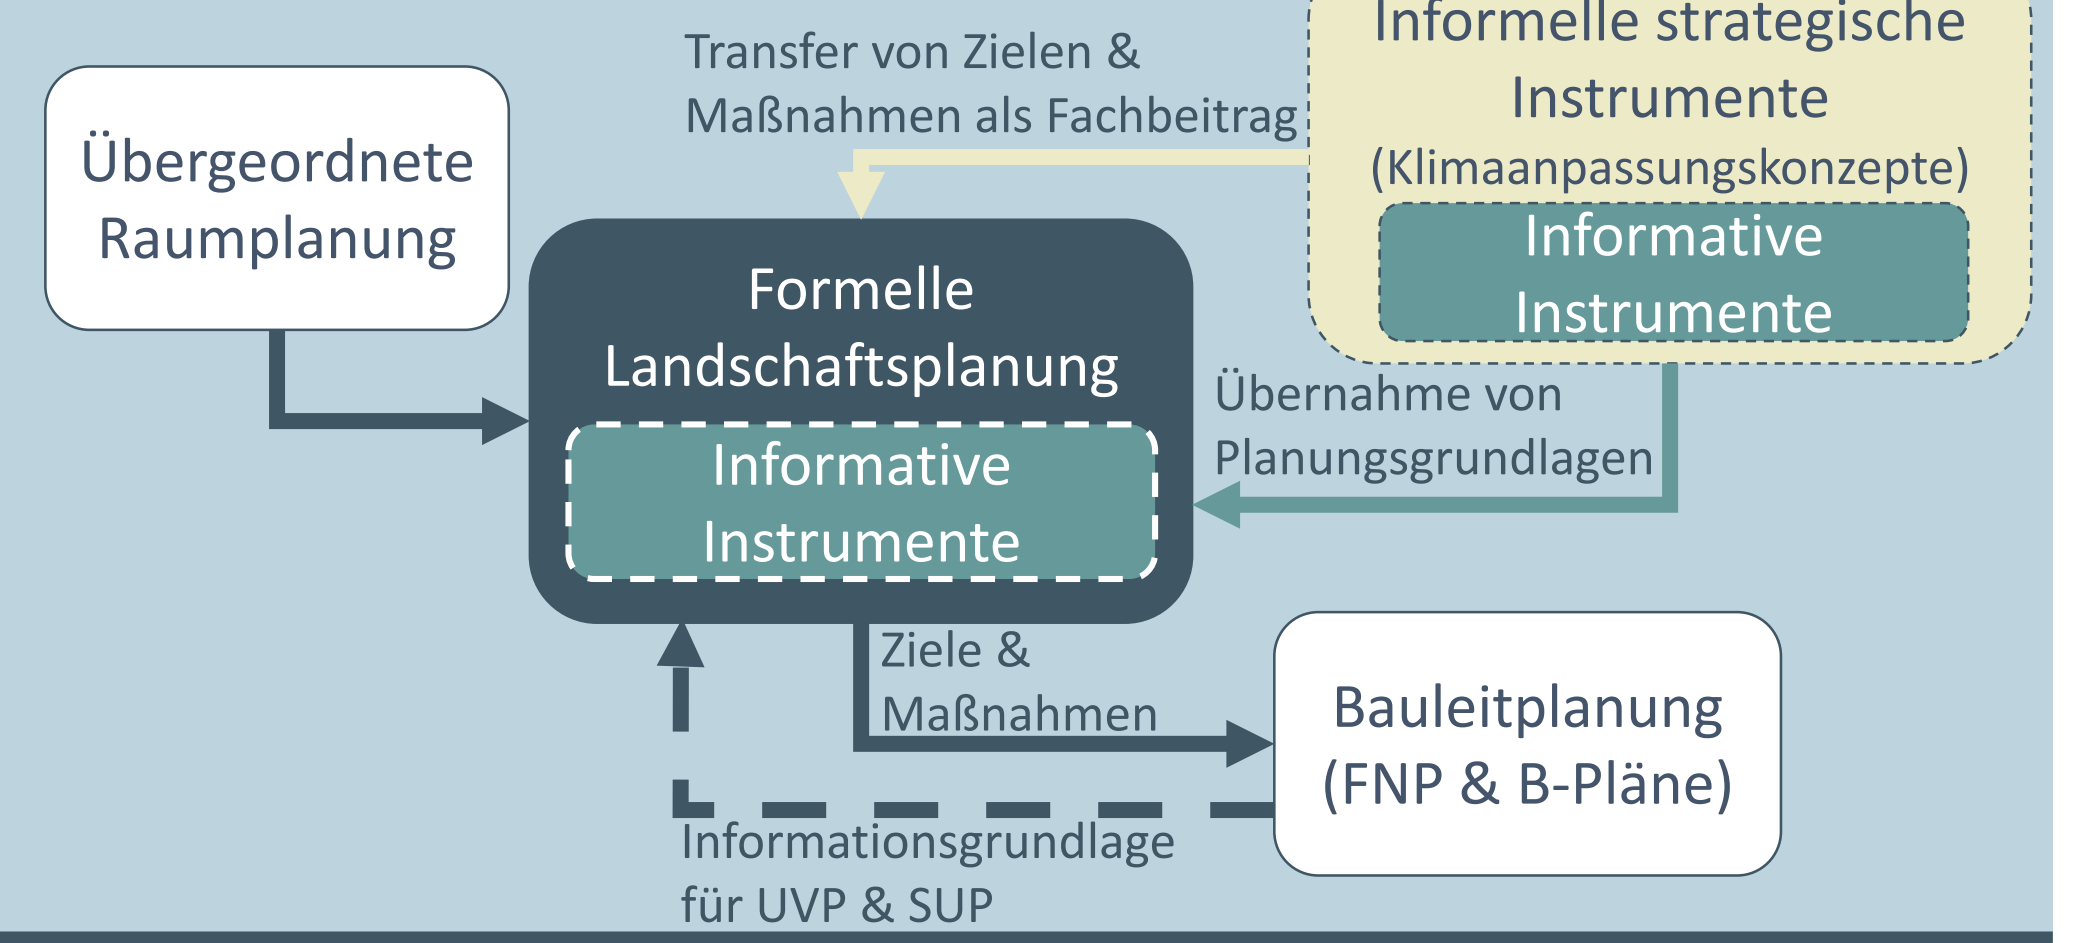 Informelle strategische
Instrumente
(Klimaanpassungskonzepte)
Informative
Instrumente
Transfer von Zielen &
Maßnahmen als Fachbeitrag
Übergeordnete
Raumplanung
Formelle
Landschaftsplanung
Informative
Instrumente
Übernahme von
Planungsgrundlagen
Ziele &
Maßnahmen
Bauleitplanung
(FNP & B-Pläne)
Informationsgrundlage
für UVP & SUP